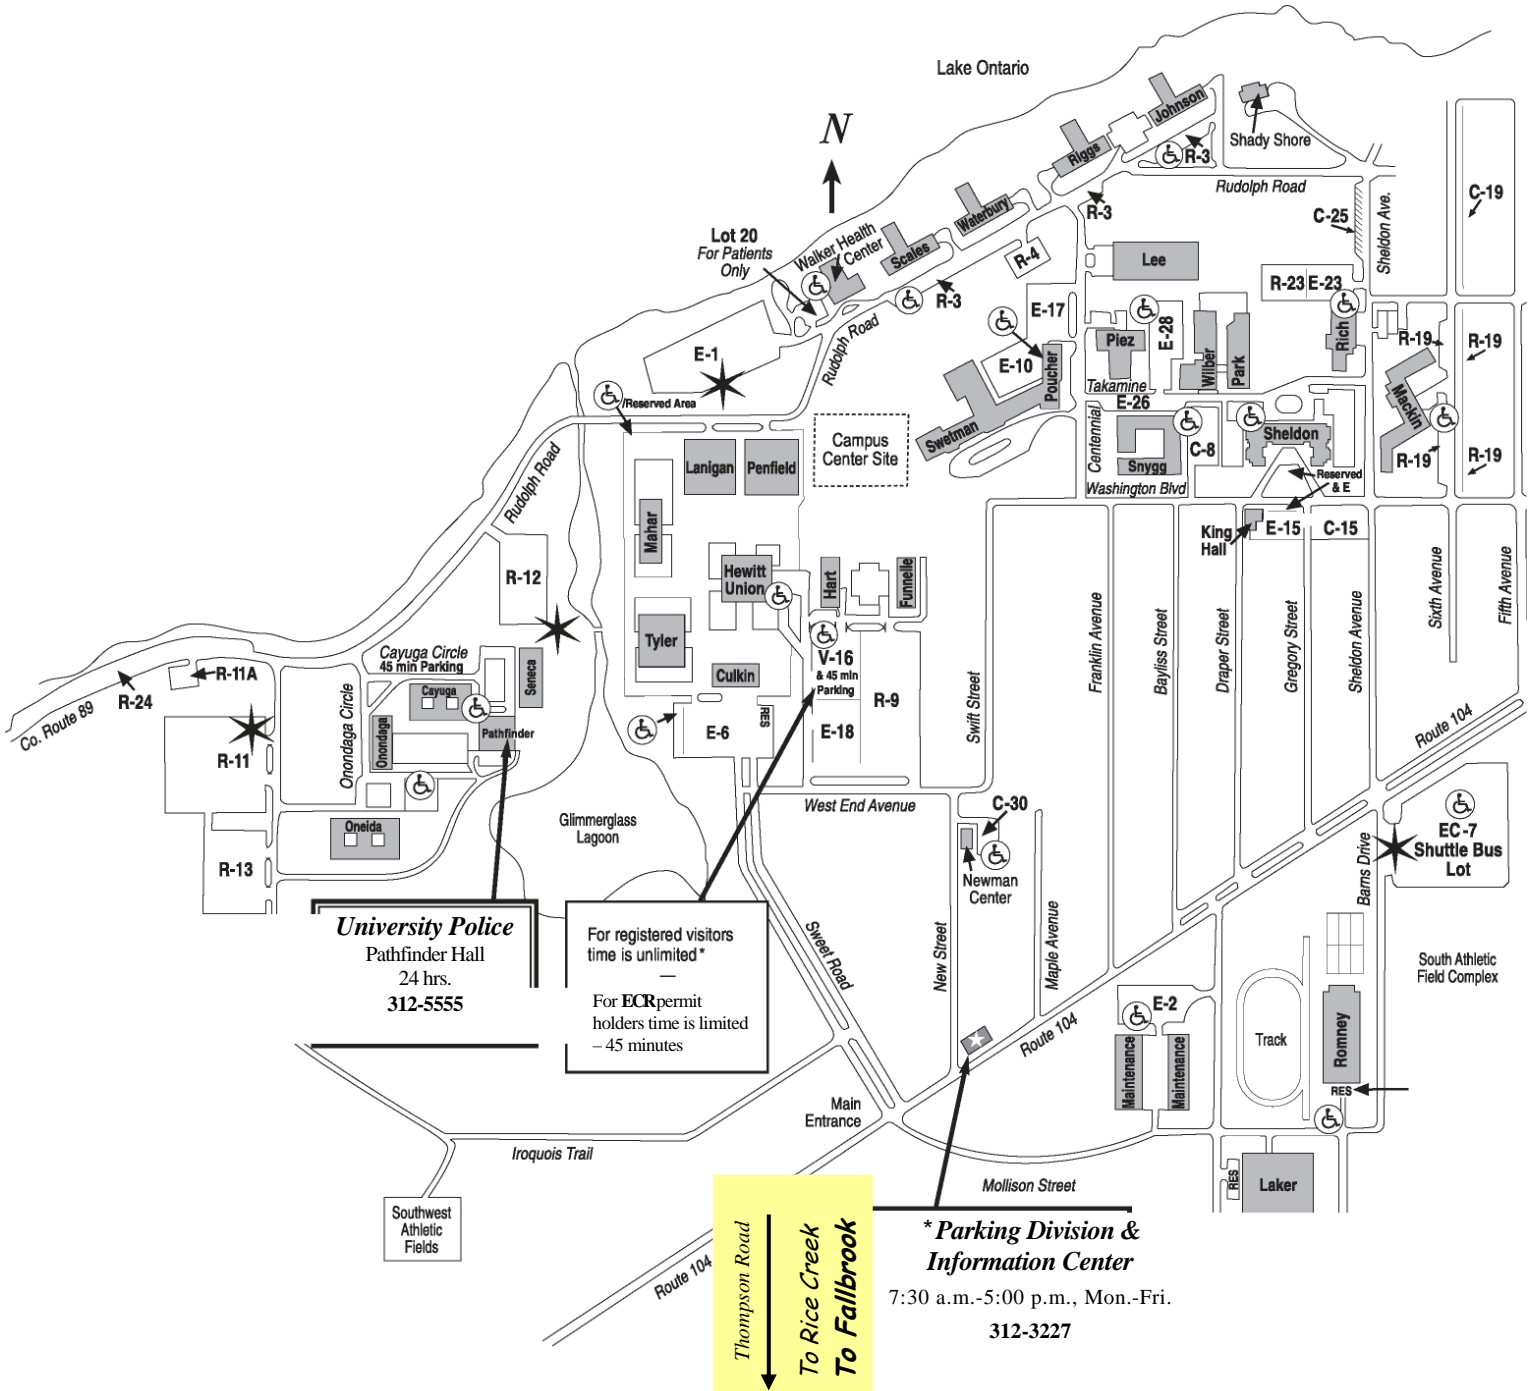 Lake Ontario
N
Johnson
Shady Shore
Riggs
R-3
Rudolph Road
C-19
R-3
C-25
Sheldon Ave.
Waterbury
Lot 20
For Patients
Only
Walker Health
Center
Scales
R-4
Lee
R-23
E-23
R-3
E-17
E-28
Rudolph Road
Piez
Wilber
Park
Rich
R-19
R-19
E-1
E-10
Poucher
Takamine
E-26
Mackin
/Reserved Area
Swetman
Centennial
Snygg
C-8
Sheldon
Campus
Center Site
Lanigan
Penfield
Washington Blvd
Reserved
& E
R-19
R-19
Rudolph Road
Mahar
King
Hall
E-15
C-15
R-12
Hewitt
Union
Hart
Funnelle
Franklin Avenue
Bayliss Street
Draper Street
Gregory Street
Sheldon Avenue
Sixth Avenue
Fifth Avenue
Tyler
Cayuga Circle
45 min Parking
Seneca
Culkin
V-16
& 45 min
Parking
R-9
R-11A
R-24
Co. Route 89
Cayuga
Onondaga Circle
Onondaga
Pathfinder
RES
E-6
E-18
Swift Street
Route 104
R-11
West End Avenue
C-30
Oneida
Glimmerglass
Lagoon
EC-7
Shuttle Bus
Lot
Barns Drive
R-13
Newman
Center
University Police
Pathfinder Hall
24 hrs.
312-5555
For registered visitors
time is unlimited*
—
For ECR permit
holders time is limited
– 45 minutes
Sweet Road
New Street
Maple Avenue
South Athletic
Field Complex
E-2
Route 104
Maintenance
Maintenance
Track
Romney
RES
Main
Entrance
Iroquois Trail
Mollison Street
RES
Laker
Southwest
Athletic
Fields
Route 104
Thompson Road
To Rice Creek
To Fallbrook
*Parking Division &
Information Center
7:30 a.m.-5:00 p.m., Mon.-Fri.
312-3227